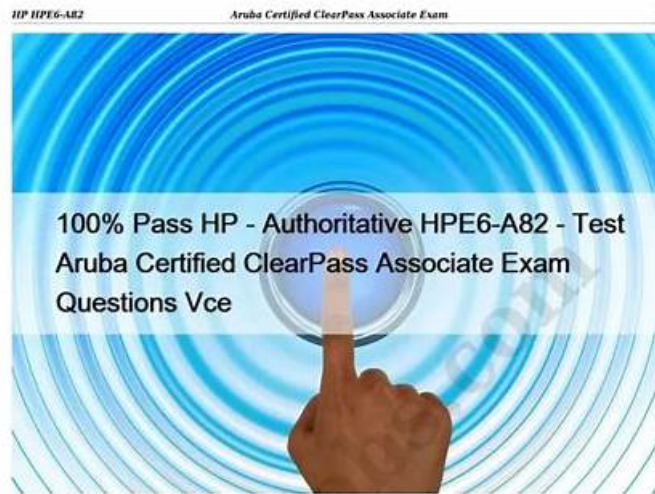 HP HPE6-A82 Aruba Certified ClearPass Associate Exam
100% Pass HP - Authoritative HPE6-A82 - Test
Aruba Certified ClearPass Associate Exam
Questions Vce